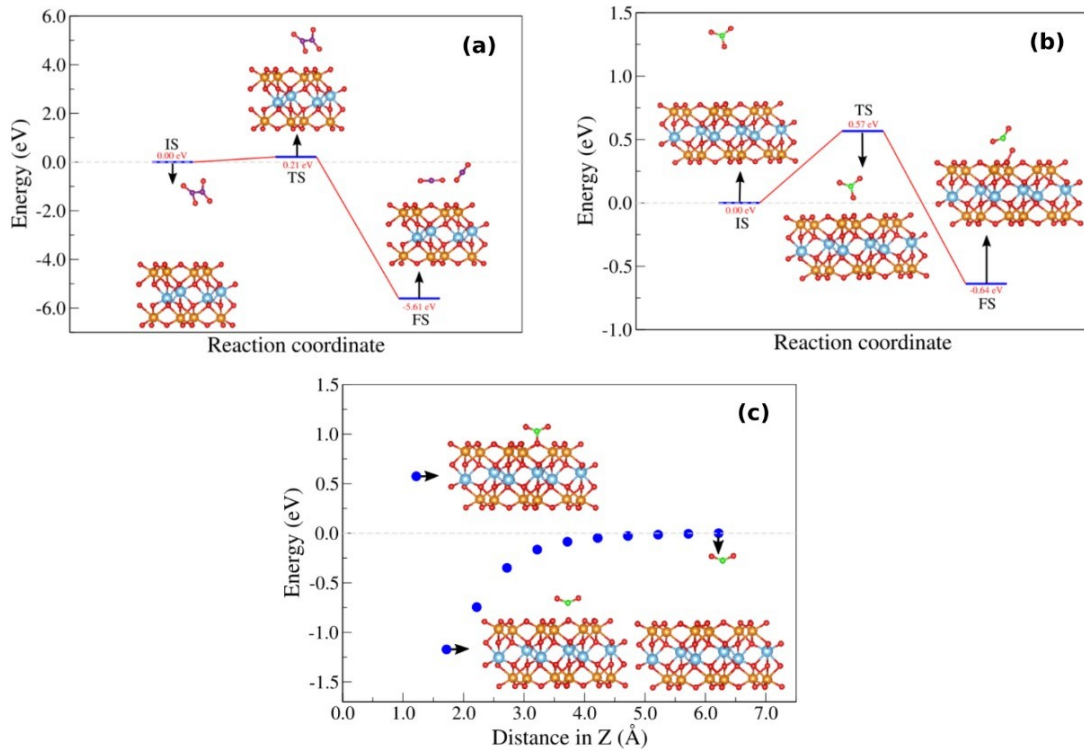 (a)
6.0
4.0
2.0
0.0
-2.0
-4.0
-6.0
Energy (eV)
IS
0.00 eV
0.21 eV
TS
-5.61 eV
FS
Reaction coordinate
(b)
1.5
1.0
0.5
0.0
-0.5
-1.0
Energy (eV)
TS
0.57 eV
0.00 eV
IS
-0.64 eV
FS
Reaction coordinate
(c)
1.5
1.0
0.5
0.0
-0.5
-1.0
-1.5
Energy (eV)
0.0 1.0 2.0 3.0 4.0 5.0 6.0 7.0
Distance in Z (Å)